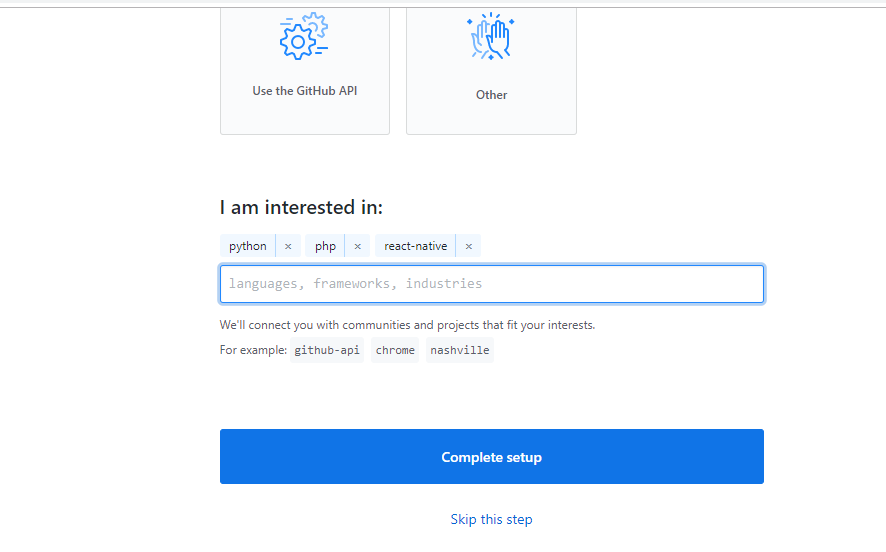 Use the GitHub API
Other
I am interested in:
python × php × react-native ×
languages, frameworks, industries
We'll connect you with communities and projects that fit your interests.
For example: github-api chrome nashville
Complete setup
Skip this step